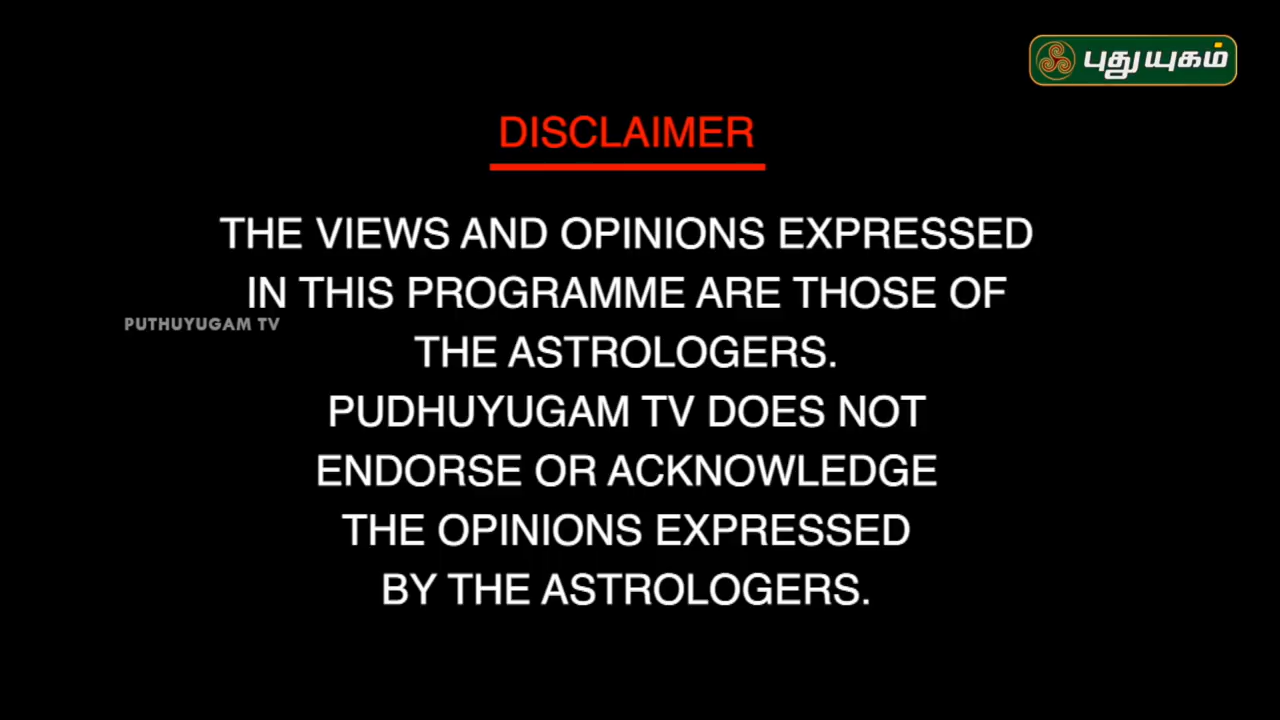 புதுயுகம்
DISCLAIMER
THE VIEWS AND OPINIONS EXPRESSED
IN THIS PROGRAMME ARE THOSE OF
PUTHUYUGAM TV
THE ASTROLOGERS.
PUDHUYUGAM TV DOES NOT
ENDORSE OR ACKNOWLEDGE
THE OPINIONS EXPRESSED
BY THE ASTROLOGERS.